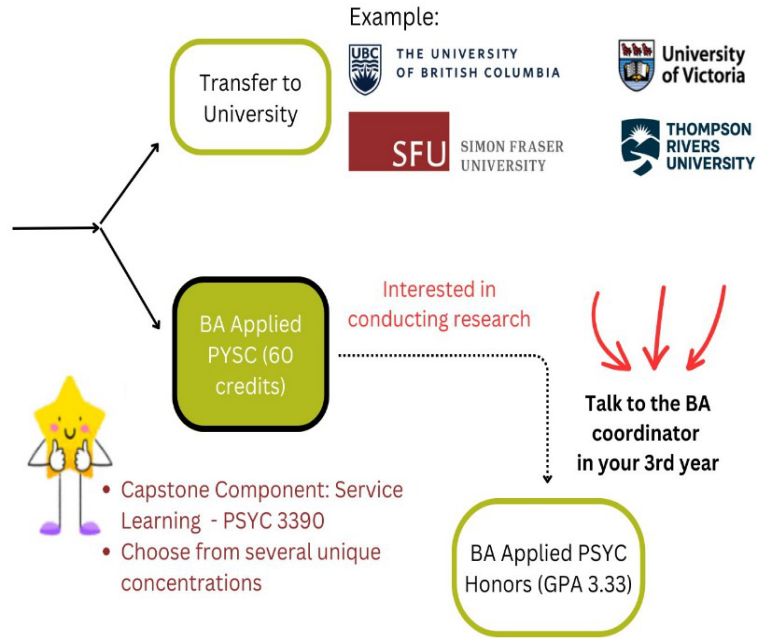 Example:
Transfer to
University
UBC
THE UNIVERSITY
OF BRITISH COLUMBIA
University
of Victoria
SFU
SIMON FRASER
UNIVERSITY
THOMPSON
RIVERS
UNIVERSITY
BA Applied
PYSC (60
credits)
Interested in
conducting research
Talk to the BA
coordinator
in your 3rd year
• Capstone Component: Service
Learning - PSYC 3390
• Choose from several unique
concentrations
BA Applied PSYC
Honors (GPA 3.33)